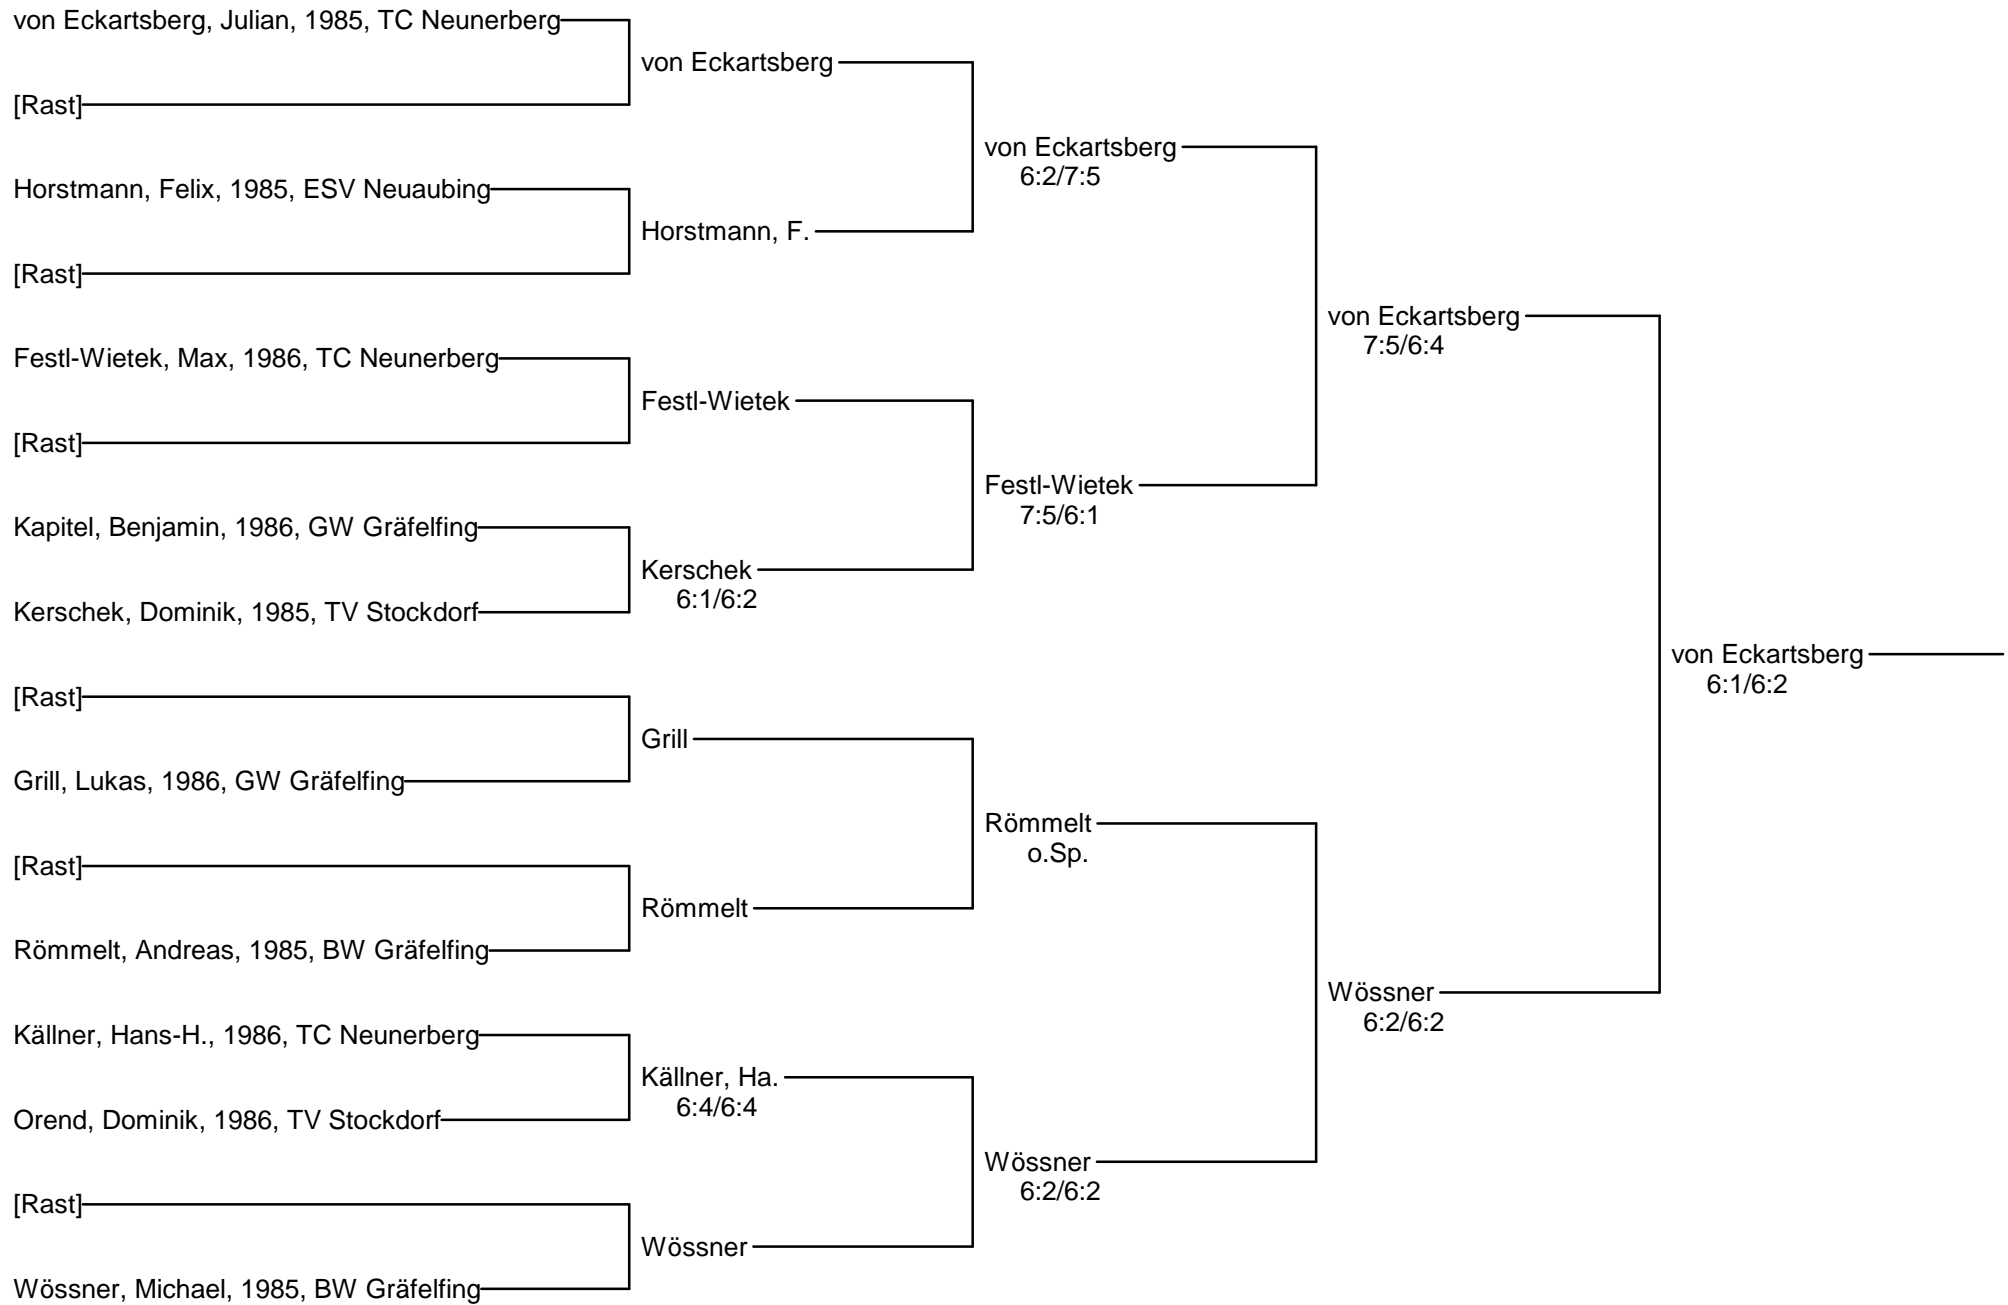 von Eckartsberg, Julian, 1985, TC Neunerberg
von Eckartsberg
[Rast]
von Eckartsberg
6:2/7:5
Horstmann, Felix, 1985, ESV Neuaubing
Horstmann, F.
[Rast]
von Eckartsberg
7:5/6:4
Festl-Wietek, Max, 1986, TC Neunerberg
Festl-Wietek
[Rast]
Festl-Wietek
7:5/6:1
Kapitel, Benjamin, 1986, GW Gräfelfing
Kerschek
6:1/6:2
Kerschek, Dominik, 1985, TV Stockdorf
von Eckartsberg
6:1/6:2
[Rast]
Grill
Grill, Lukas, 1986, GW Gräfelfing
Römmelt
o.Sp.
[Rast]
Römmelt
Römmelt, Andreas, 1985, BW Gräfelfing
Wössner
6:2/6:2
Källner, Hans-H., 1986, TC Neunerberg
Källner, Ha.
6:4/6:4
Orend, Dominik, 1986, TV Stockdorf
Wössner
6:2/6:2
[Rast]
Wössner
Wössner, Michael, 1985, BW Gräfelfing